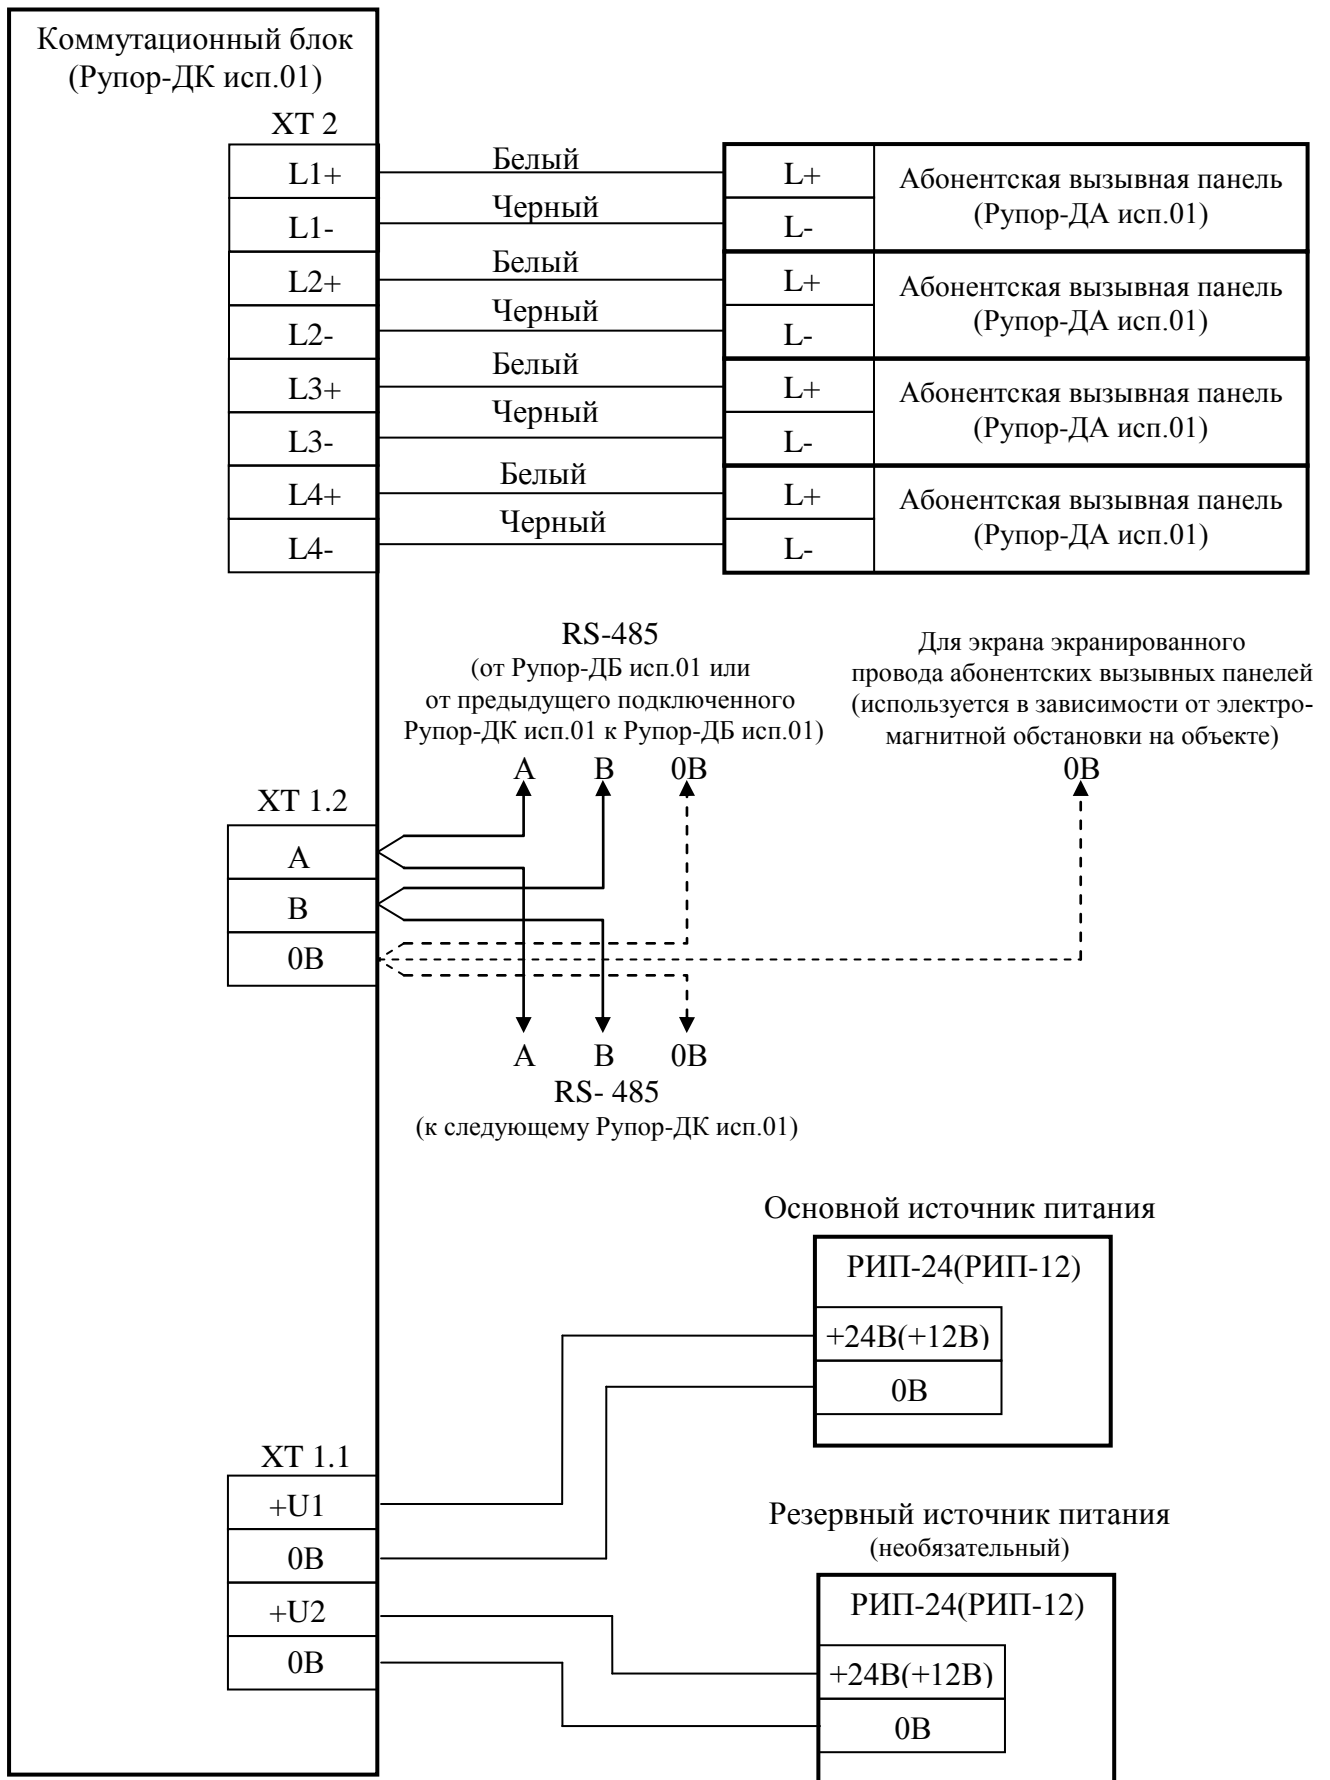 Коммутационный блок
(Рупор-ДК исп.01)
XT 2
L1+
Белый
L+
Абонентская вызывная панель
(Рупор-ДА исп.01)
L1-
Черный
L-
L2+
Белый
L+
Абонентская вызывная панель
(Рупор-ДА исп.01)
L2-
Черный
L-
L3+
Белый
L+
Абонентская вызывная панель
(Рупор-ДА исп.01)
L3-
Черный
L-
L4+
Белый
L+
Абонентская вызывная панель
(Рупор-ДА исп.01)
L4-
Черный
L-
RS-485
(от Рупор-ДБ исп.01 или
от предыдущего подключенного
Рупор-ДК исп.01 к Рупор-ДБ исп.01)
A B 0В
Для экрана экранированного
провода абонентских вызывных панелей
(используется в зависимости от электро-
магнитной обстановки на объекте)
0В
XT 1.2
A
B
0В
A B 0В
RS- 485
(к следующему Рупор-ДК исп.01)
Основной источник питания
РИП-24(РИП-12)
+24В(+12В)
0В
XT 1.1
+U1
0В
+U2
0В
Резервный источник питания
(необязательный)
РИП-24(РИП-12)
+24В(+12В)
0В